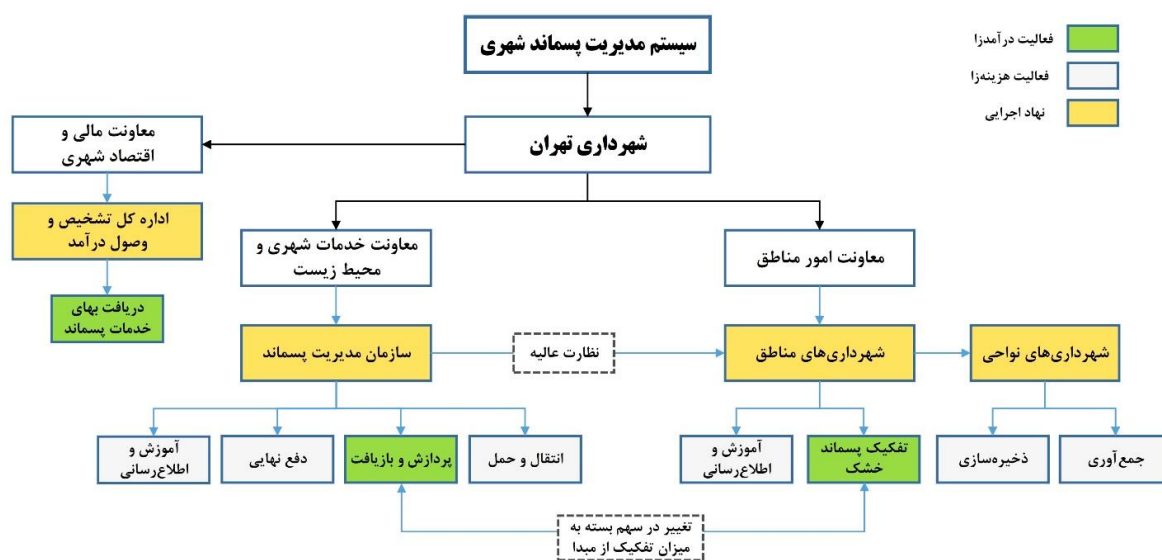 سیستم مدیریت پسماند شهری
فعالیت درآمدزا
فعالیت هزینه‌زا
نهاد اجرایی
شهرداری تهران
معاونت مالی و
اقتصاد شهری
اداره کل تشخیص و
وصول درآمد
دریافت بهای
خدمات پسماند
معاونت امور مناطق
معاونت خدمات شهری و
محیط زیست
شهرداری‌های نواحی
شهرداری‌های مناطق
نظارت عالیه
سازمان مدیریت پسماند
جمع‌آوری
ذخیره‌سازی
تفکیک پسماند
خشک
آموزش و
اطلاع‌رسانی
انتقال و حمل
پردازش و بازیافت
دفع نهایی
آموزش و
اطلاع‌رسانی
تغییر در سهم بسته به
میزان تفکیک از مبدا